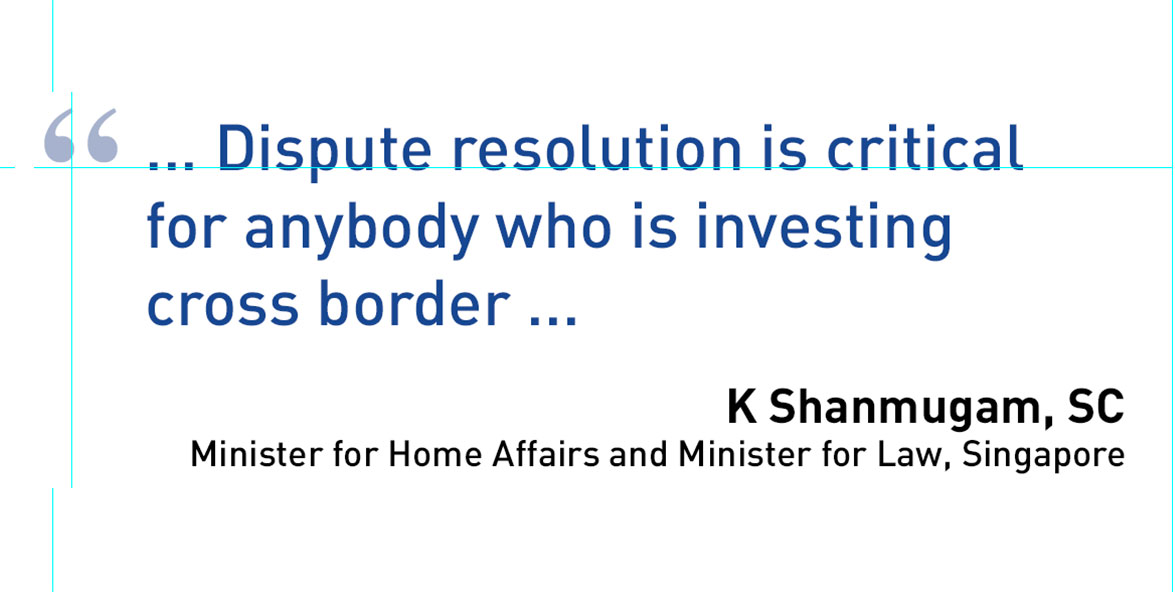 “ ... Dispute resolution is critical
for anybody who is investing
cross border ...
K Shanmugam, SC
Minister for Home Affairs and Minister for Law, Singapore